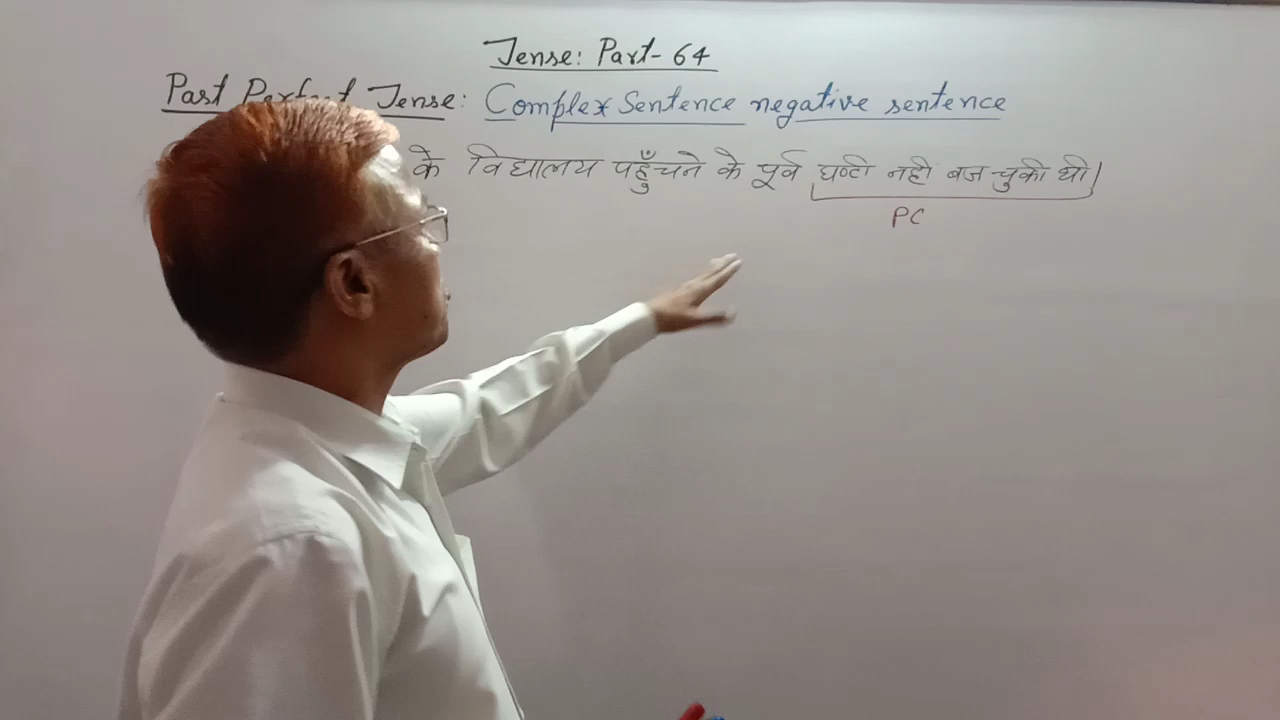 Tense: Part-64
Past Perfect Tense: Complex Sentence negative sentence
के विद्यालय पहुँचने के पूर्व घण्टी नही बज चुकी थी।
PC